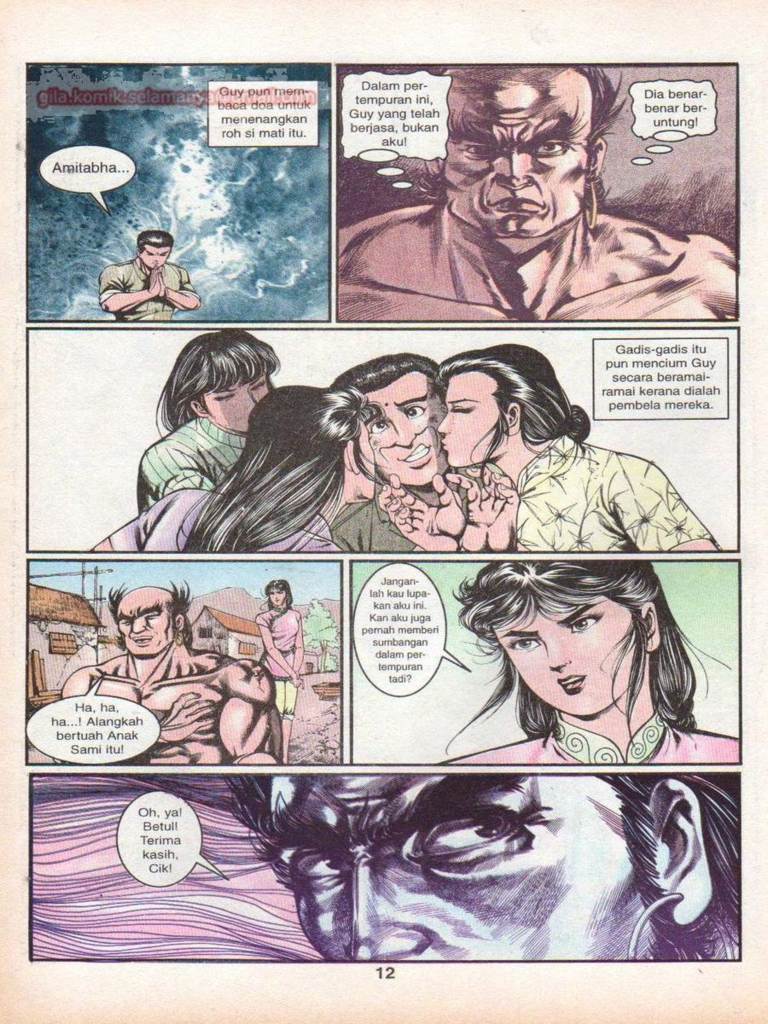 gila.komik.selamanya
Guy pun mem-
baca doa untuk
menenangkan
roh si mati itu.
Amitabha...
Dalam per-
tempuran ini,
Guy yang telah
berjasa, bukan
aku!
Dia benar-
benar ber-
untung!
Gadis-gadis itu
pun mencium Guy
secara beramai-
ramai kerana dialah
pembela mereka.
Ha, ha,
ha...! Alangkah
bertuah Anak
Sami itu!
Jangan-
lah kau lupa-
kan aku ini.
Kan aku juga
pernah memberi
sumbangan
dalam per-
tempuran
tadi?
Oh, ya!
Betul!
Terima
kasih,
Cik!
12